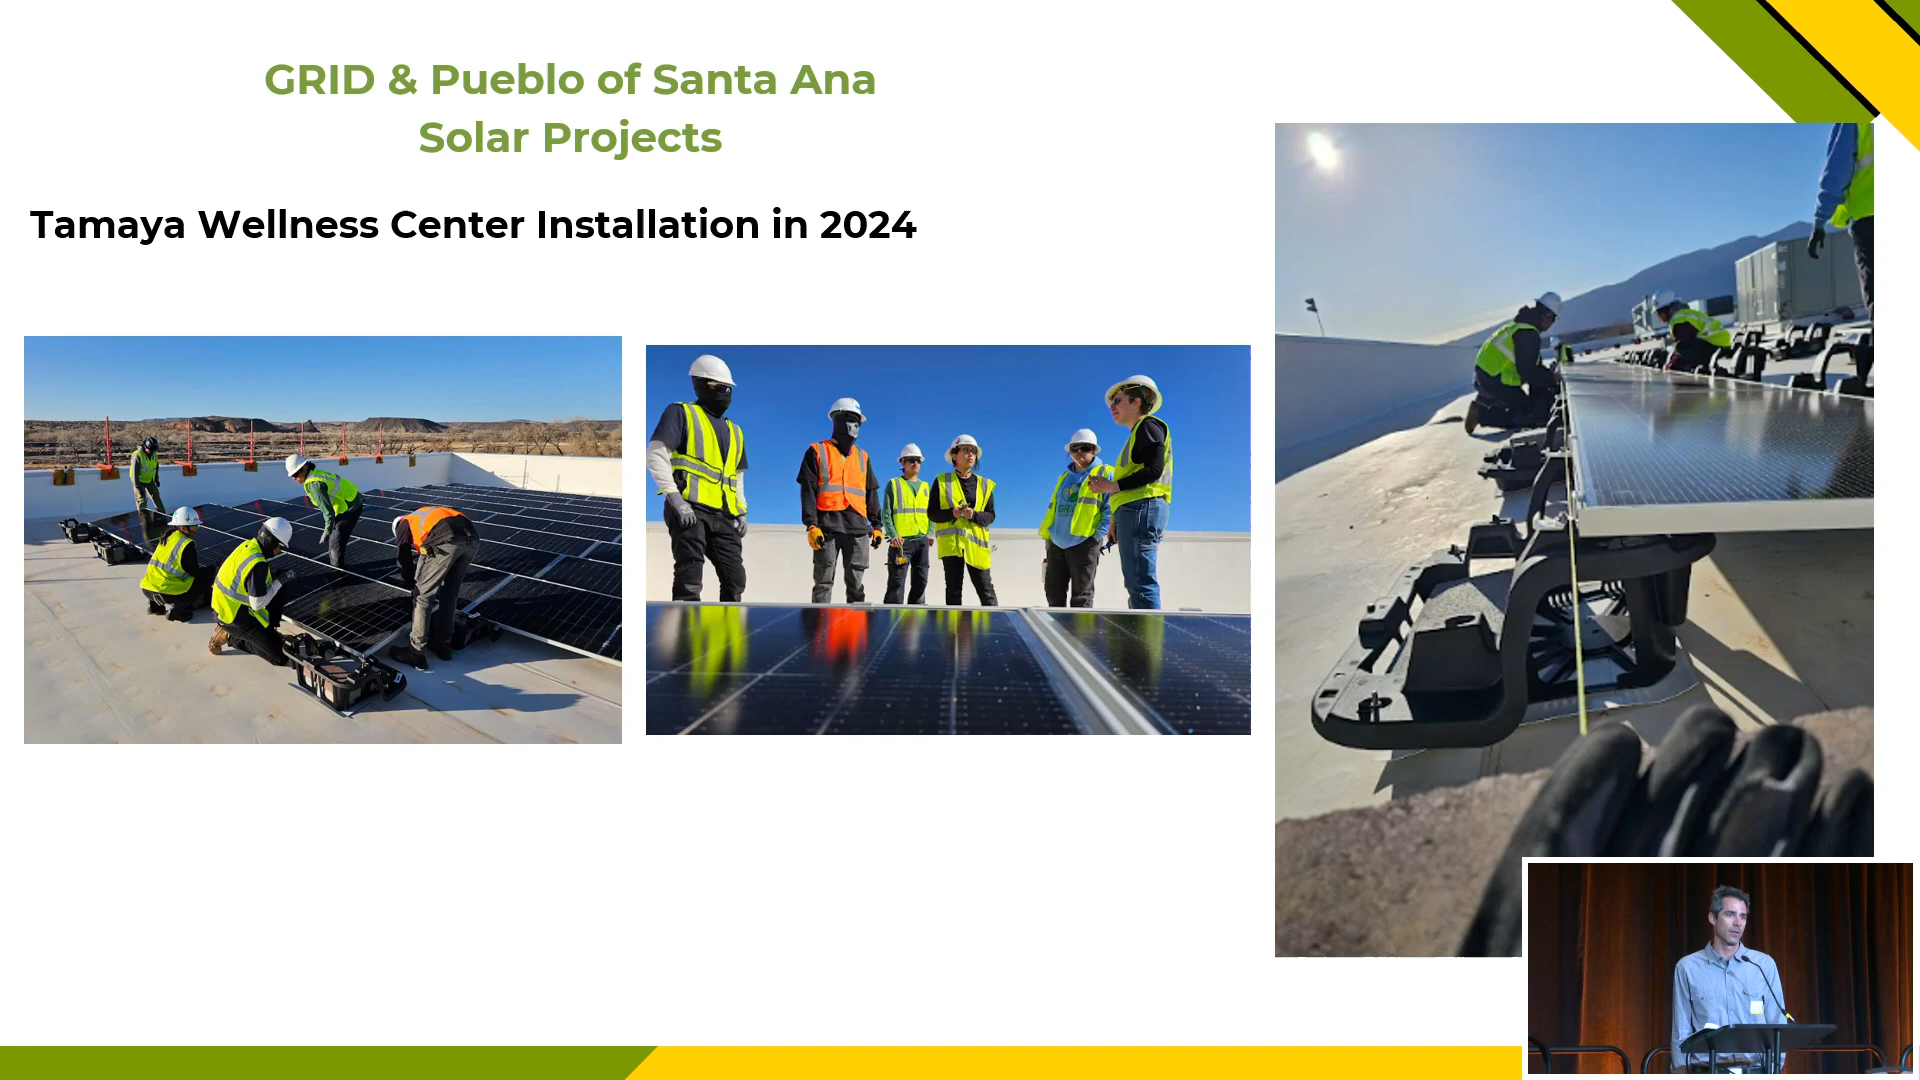 GRID & Pueblo of Santa Ana
Solar Projects
Tamaya Wellness Center Installation in 2024